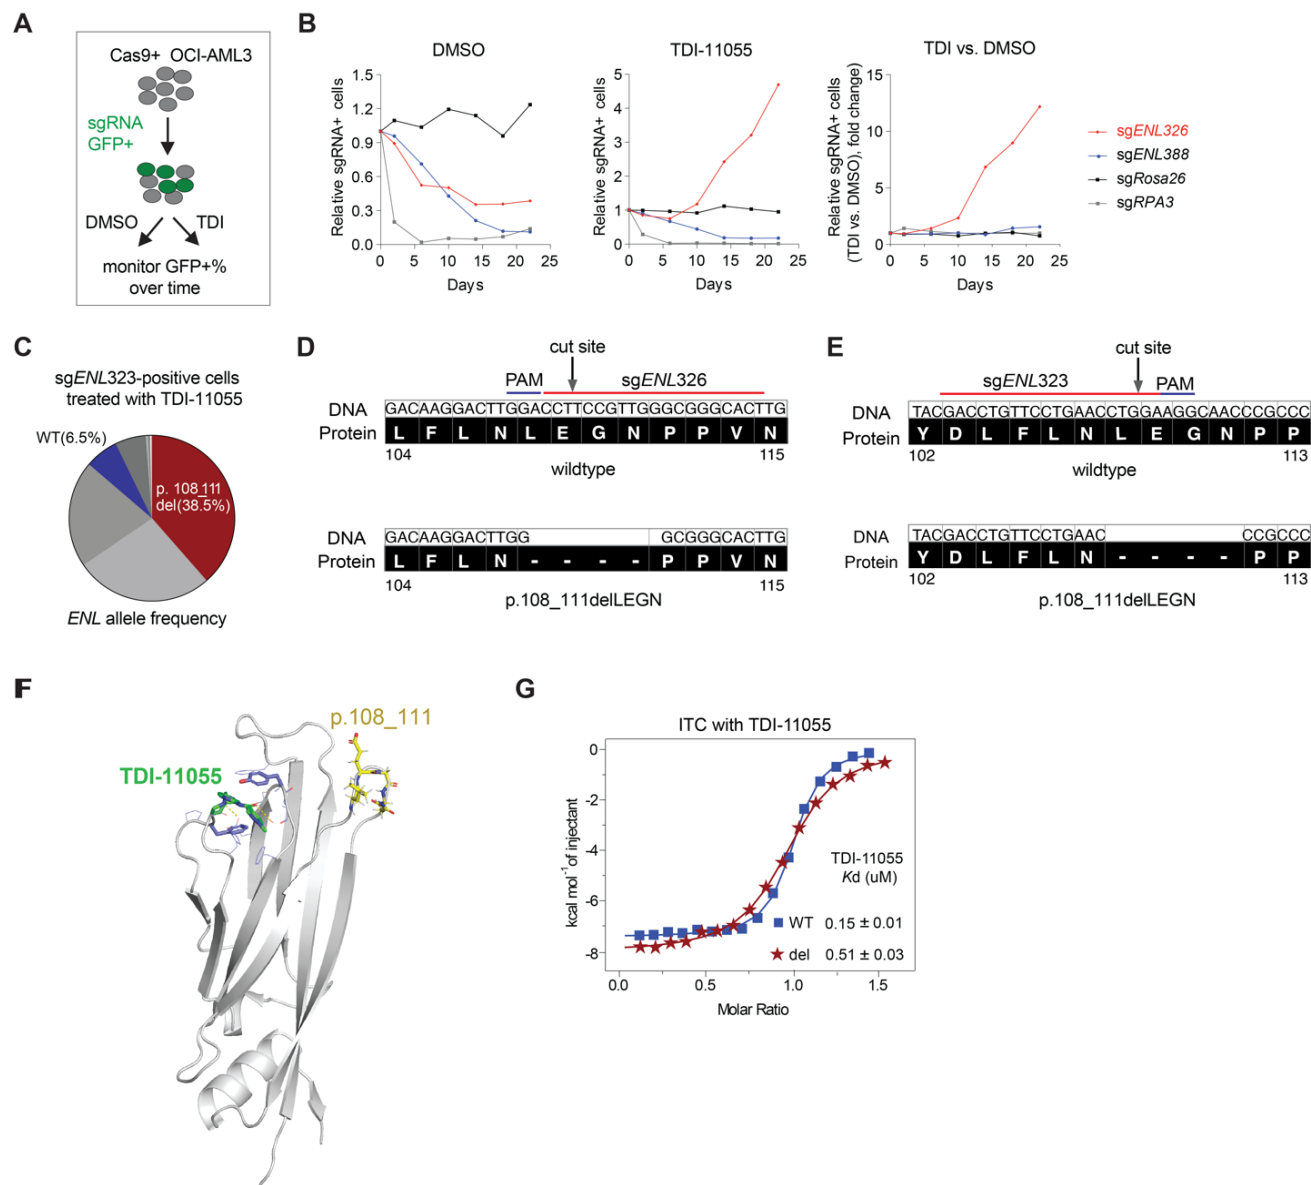 A
Cas9+ OCI-AML3
sgRNA
GFP+
DMSO
TDI
monitor GFP+%
over time
B
DMSO
Relative sgRNA+ cells
1.5
1.2
0.9
0.6
0.3
0.0
0 5 10 15 20 25
Days
TDI-11055
Relative sgRNA+ cells
5
4
3
2
1
0
0 5 10 15 20 25
Days
TDI vs. DMSO
Relative sgRNA+ cells
(TDI vs. DMSO), fold change)
15
10
5
0
0 5 10 15 20 25
Days
sgENL326
sgENL388
sgRosa26
sgRPA3
C
sgENL323-positive cells
treated with TDI-11055
WT(6.5%)
p. 108_111
del(38.5%)
ENL allele frequency
D
cut site
PAM
sgENL326
DNA GACAAGGACTTGGACCTTCCGTTGGGCGGGCACTTG
Protein L F L N L E G N P P V N
104 115
wildtype
DNA GACAAGGACTTGG GCGGGCACTTG
Protein L F L N - - - - P P V N
104 115
p.108_111delLEGN
E
cut site
sgENL323
PAM
DNA TACGACCTGTTCCTGAACCTGGAAGGCAACCCGCCC
Protein Y D L F L N L E G N P P
102 113
wildtype
DNA TACGACCTGTTCCTGAAC CCGCCC
Protein Y D L F L N - - - - P P
102 113
p.108_111delLEGN
F
p.108_111
TDI-11055
G
ITC with TDI-11055
kcal mol-1 of injectant
0
-2
-4
-6
-8
TDI-11055
Kd (uM)
WT 0.15 ± 0.01
del 0.51 ± 0.03
0.0 0.5 1.0 1.5
Molar Ratio